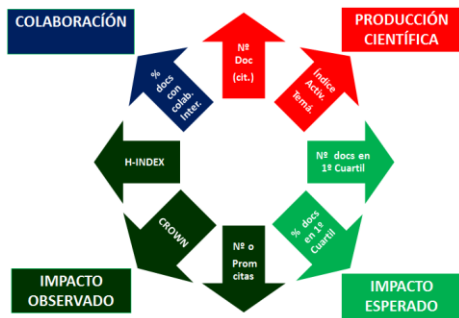 COLABORACÍON
PRODUCCIÓN
CIENTÍFICA
Nº
Doc
(cit.)
% docs
con
colab.
Inter.
Índice
Activ.
Temá.
H-INDEX
Nº docs en
1º Cuartil
CROWN
% docs
en 1º
Cuartil
Nº o
Prom
citas
IMPACTO
OBSERVADO
IMPACTO
ESPERADO